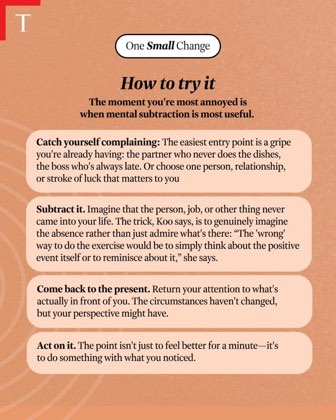 T
One Small Change
How to try it
The moment you're most annoyed is
when mental subtraction is most useful.
Catch yourself complaining: The easiest entry point is a gripe
you're already having: the partner who never does the dishes,
the boss who's always late. Or choose one person, relationship,
or stroke of luck that matters to you
Subtract it. Imagine that the person, job, or other thing never
came into your life. The trick, Koo says, is to genuinely imagine
the absence rather than just admire what's there: “The 'wrong'
way to do the exercise would be to simply think about the positive
event itself or to reminisce about it,” she says.
Come back to the present. Return your attention to what's
actually in front of you. The circumstances haven't changed,
but your perspective might have.
Act on it. The point isn't just to feel better for a minute—it's
to do something with what you noticed.